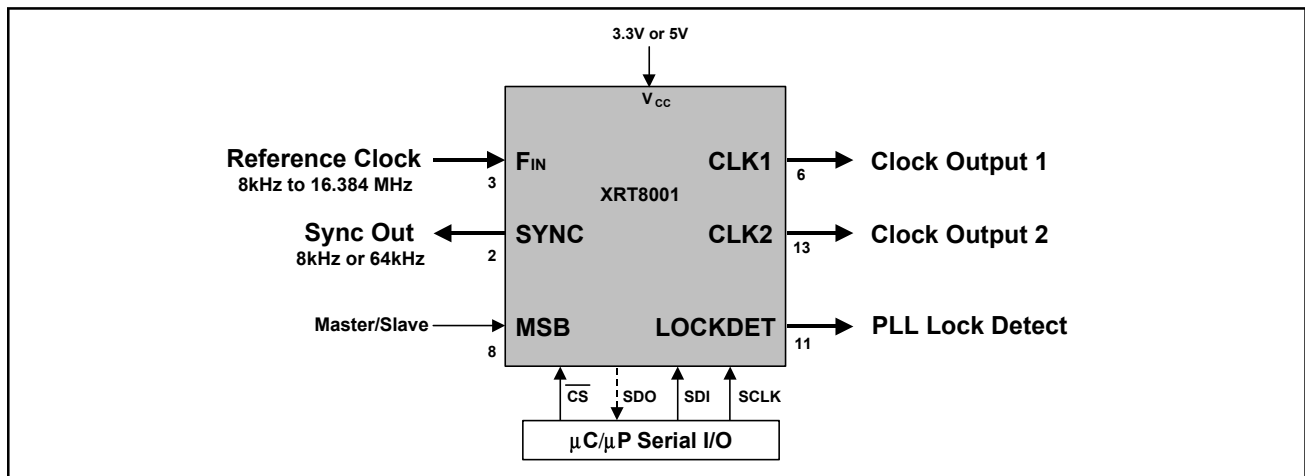 3.3V or 5V
VCC
Reference Clock
8kHz to 16.384 MHz
3
FIN
CLK1
6
Clock Output 1
XRT8001
Sync Out
8kHz or 64kHz
2
SYNC
CLK2
13
Clock Output 2
Master/Slave
8
MSB
LOCKDET
11
PLL Lock Detect
CS
SDO
SDI
SCLK
μC/μP Serial I/O